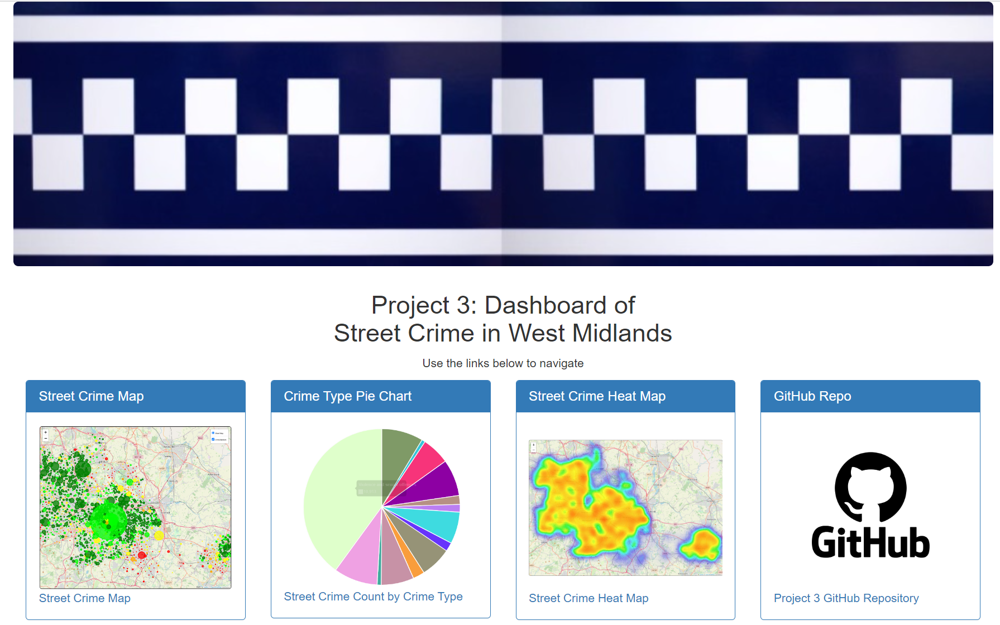 Project 3: Dashboard of
Street Crime in West Midlands
Use the links below to navigate
Street Crime Map
Crime Type Pie Chart
Street Crime Heat Map
GitHub Repo
GitHub
Street Crime Map
Street Crime Count by Crime Type
Street Crime Heat Map
Project 3 GitHub Repository